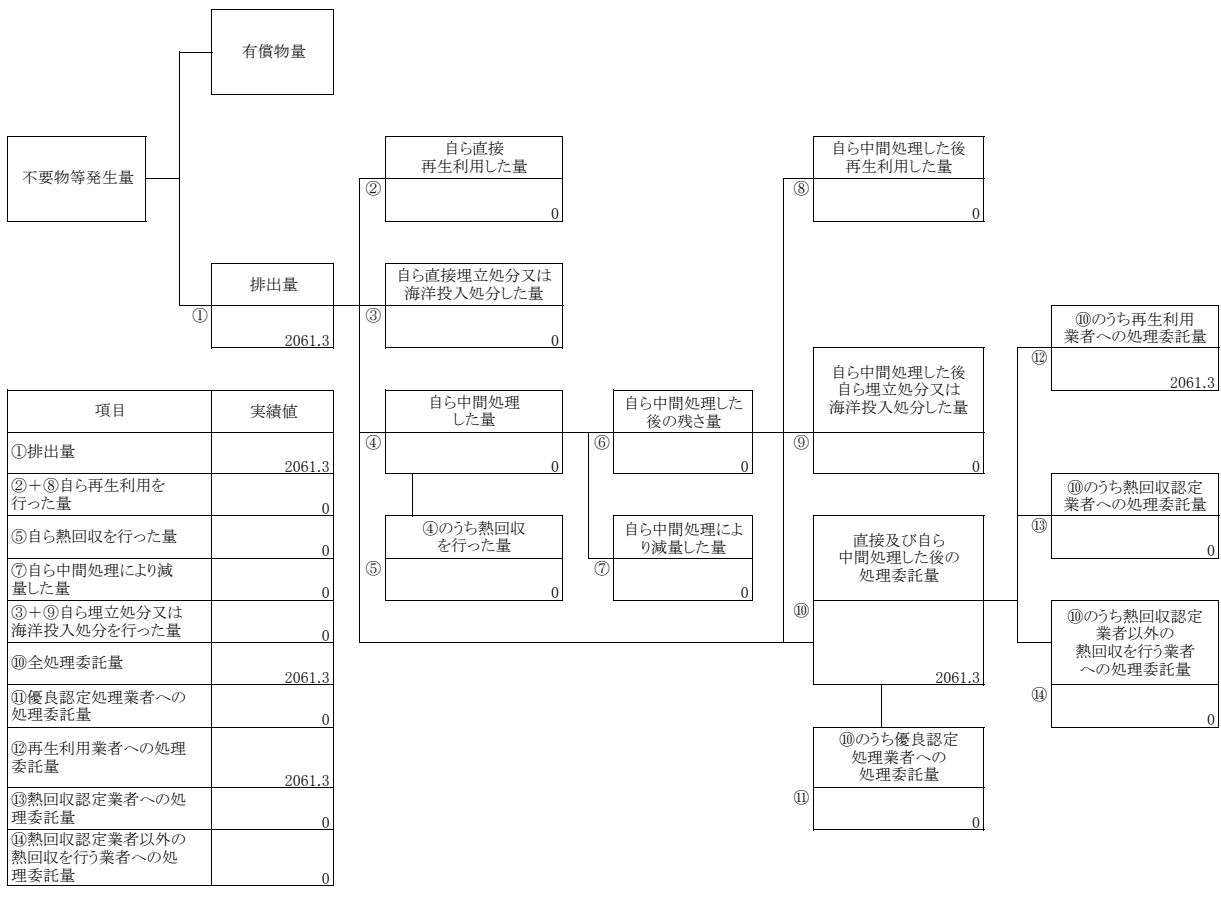 有償物量
不要物等発生量
排出量
①
2061.3
自ら直接
再生利用した量
②
0
自ら直接埋立処分又は
海洋投入処分した量
③
0
自ら中間処理
した量
④
0
④のうち熱回収
を行った量
⑤
0
自ら中間処理した
後の残さ量
⑥
0
自ら中間処理によ
り減量した量
⑦
0
自ら中間処理した後
再生利用した量
⑧
0
自ら中間処理した後
自ら埋立処分又は
海洋投入処分した量
⑨
0
直接及び自ら
中間処理した後の
処理委託量
⑩
2061.3
⑩のうち優良認定
処理業者への
処理委託量
⑪
0
⑩のうち再生利用
業者への処理委託量
⑫
2061.3
⑩のうち熱回収認定
業者への処理委託量
⑬
0
⑩のうち熱回収認定
業者以外の
熱回収を行う業者
への処理委託量
⑭
0
項目 実績値
①排出量
2061.3
②+⑧自ら再生利用を
行った量
0
⑤自ら熱回収を行った量
0
⑦自ら中間処理により減
量した量
0
③+⑨自ら埋立処分又は
海洋投入処分を行った量
0
⑩全処理委託量
2061.3
⑪優良認定処理業者への
処理委託量
0
⑫再生利用業者への処理
委託量
2061.3
⑬熱回収認定業者への処
理委託量
0
⑭熱回収認定業者以外の
熱回収を行う業者への処
理委託量
0